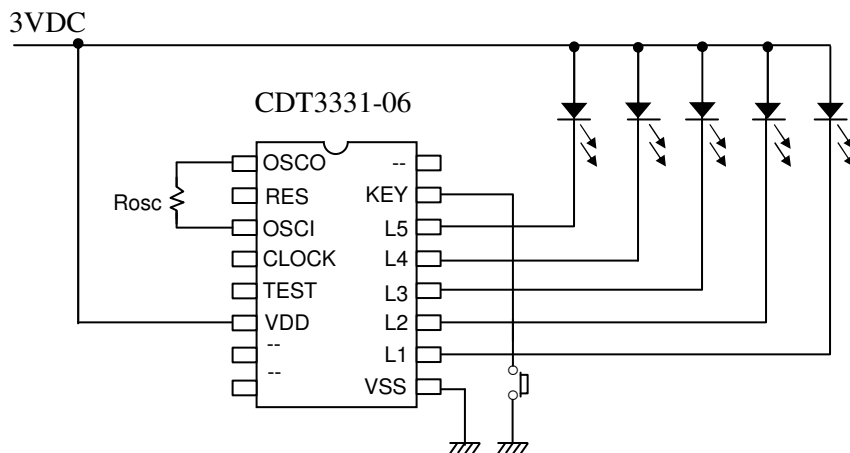 3VDC
CDT3331-06
OSCO
--
RES
KEY
Rosc
OSCI
L5
CLOCK
L4
TEST
L3
VDD
L2
--
L1
--
VSS